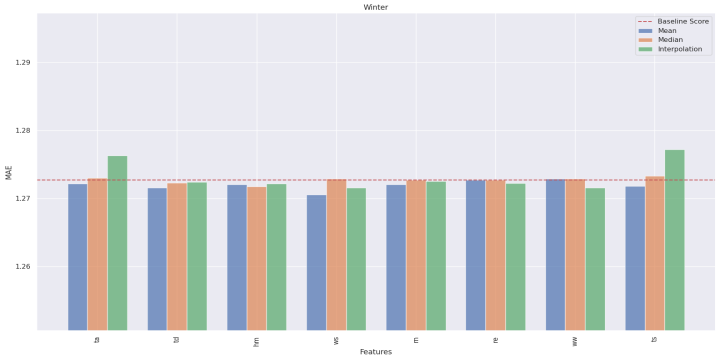 Winter
Baseline Score
Mean
Median
Interpolation
1.29
1.28
1.27
1.26
MAE
ta
td
hm
ws
rn
re
ww
ts
Features